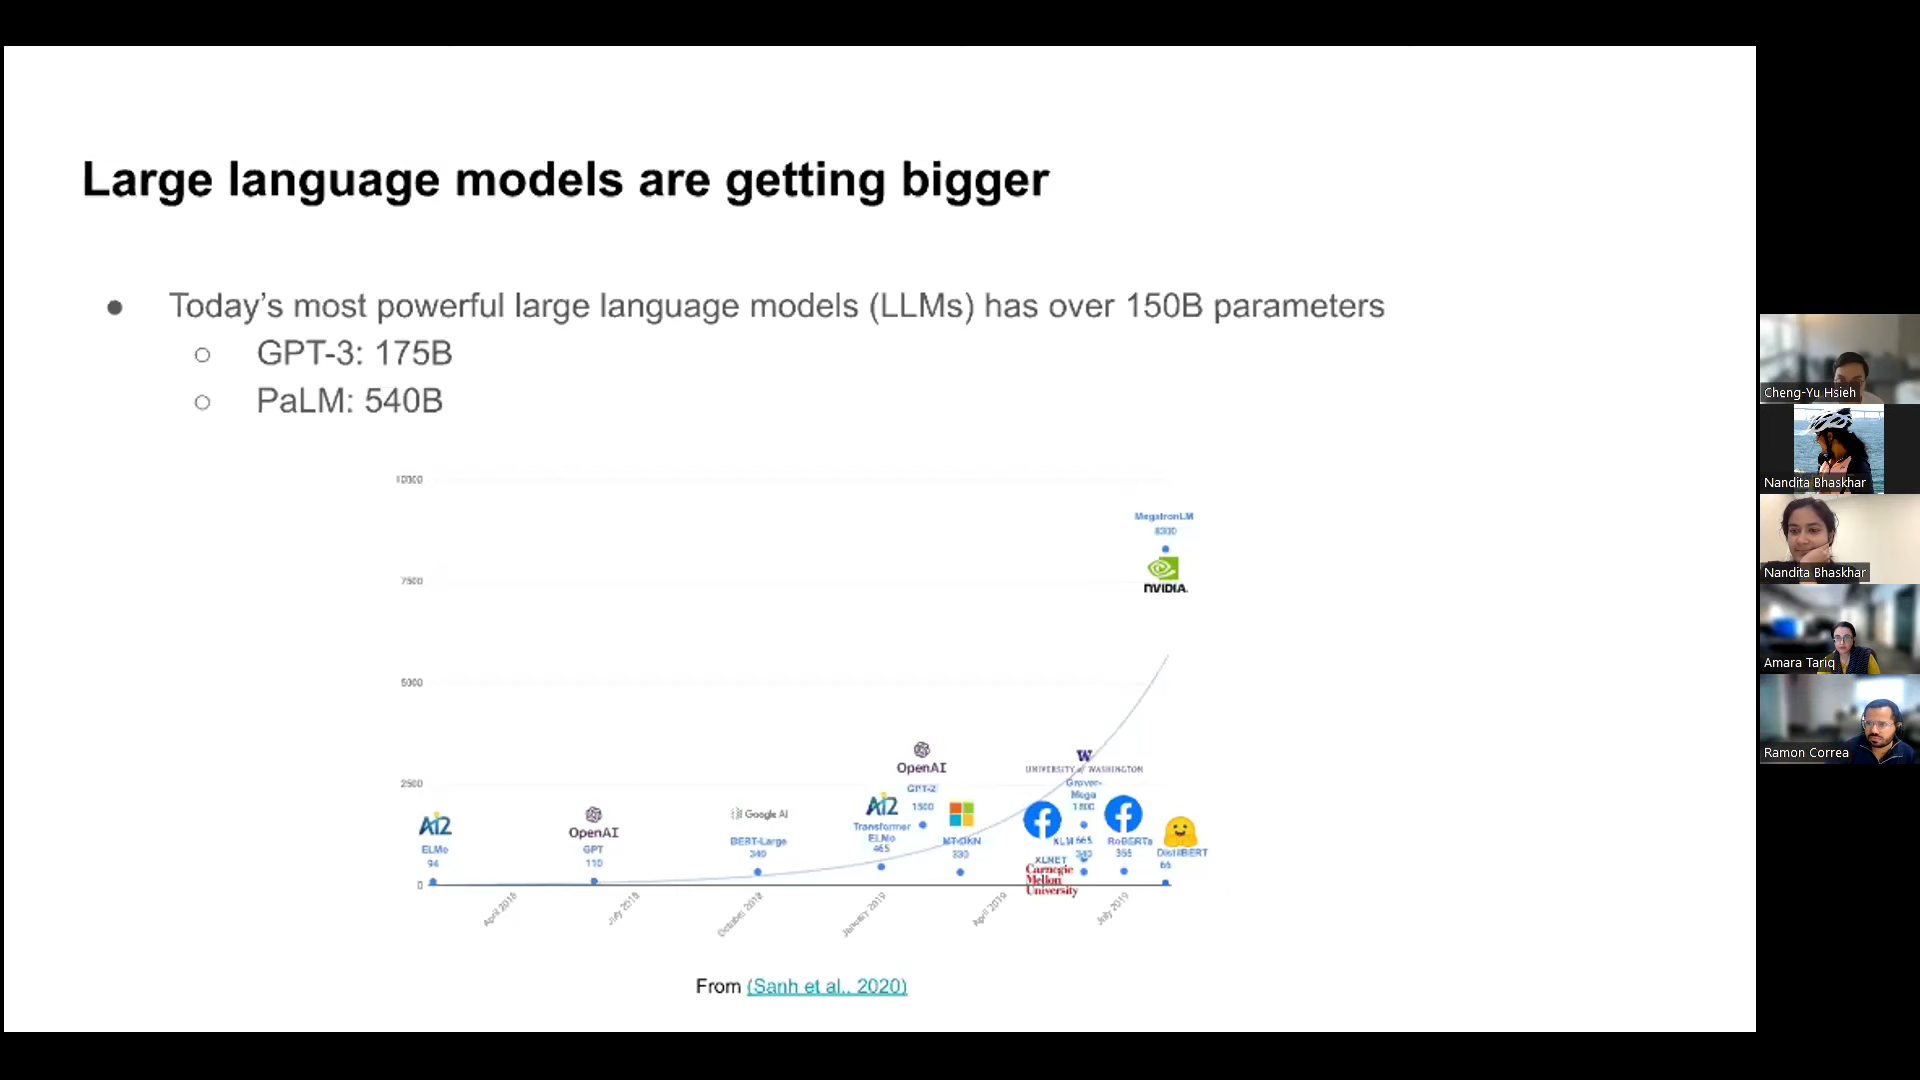 Large language models are getting bigger
● Today's most powerful large language models (LLMs) has over 150B parameters
○ GPT-3: 175B
○ PaLM: 540B
10000
MegatronLM
8300
NVIDIA.
7500
5000
OpenAI
GPT-2
1500
UNIVERSITY of WASHINGTON
Grover-
Mega
1500
2500
AI2
ELMo
94
OpenAI
GPT
110
Google AI
BERT-Large
340
AI2
Transformer
ELMo
465
MT-DNN
330
XLM 665
XLNET
340
Carnegie
Mellon
University
RoBERTa
355
DistilBERT
66
0
April 2018
July 2018
October 2018
January 2019
April 2019
July 2019
From (Sanh et al., 2020)
Cheng-Yu Hsieh
Nandita Bhaskhar
Nandita Bhaskhar
Amara Tariq
Ramon Correa